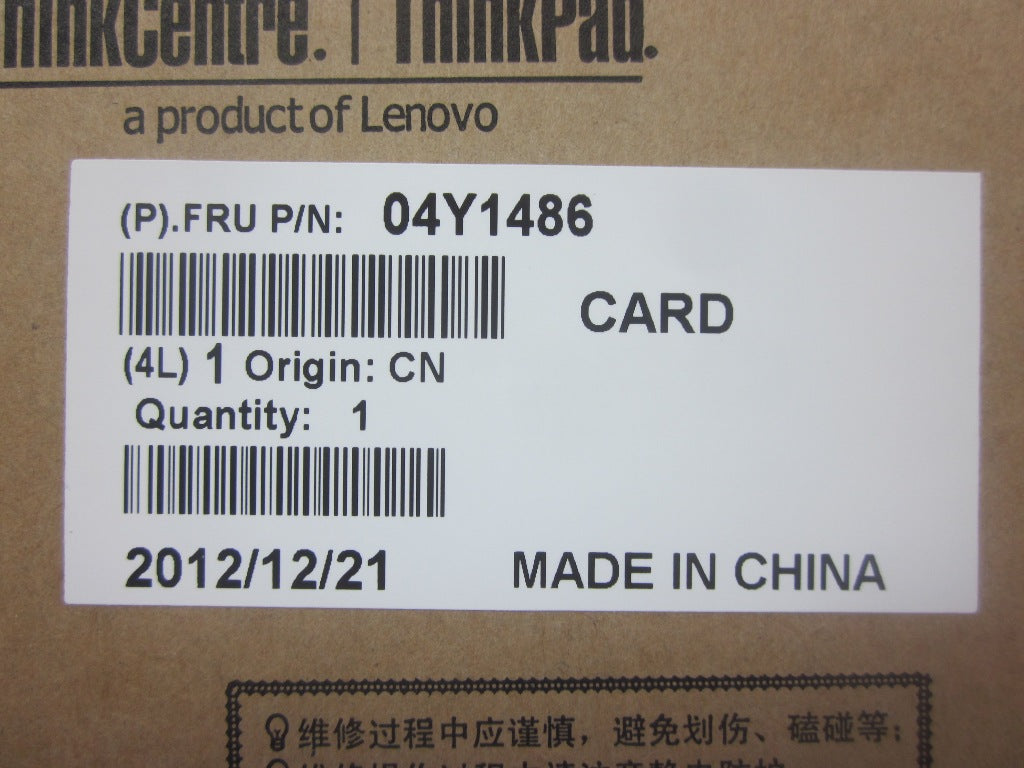 ThinkCentre. | ThinkPad.
a product of Lenovo
(P).FRU P/N: 04Y1486
CARD
(4L) 1 Origin: CN
Quantity: 1
2012/12/21 MADE IN CHINA
维修过程中应谨慎，避免划伤、磕碰等；